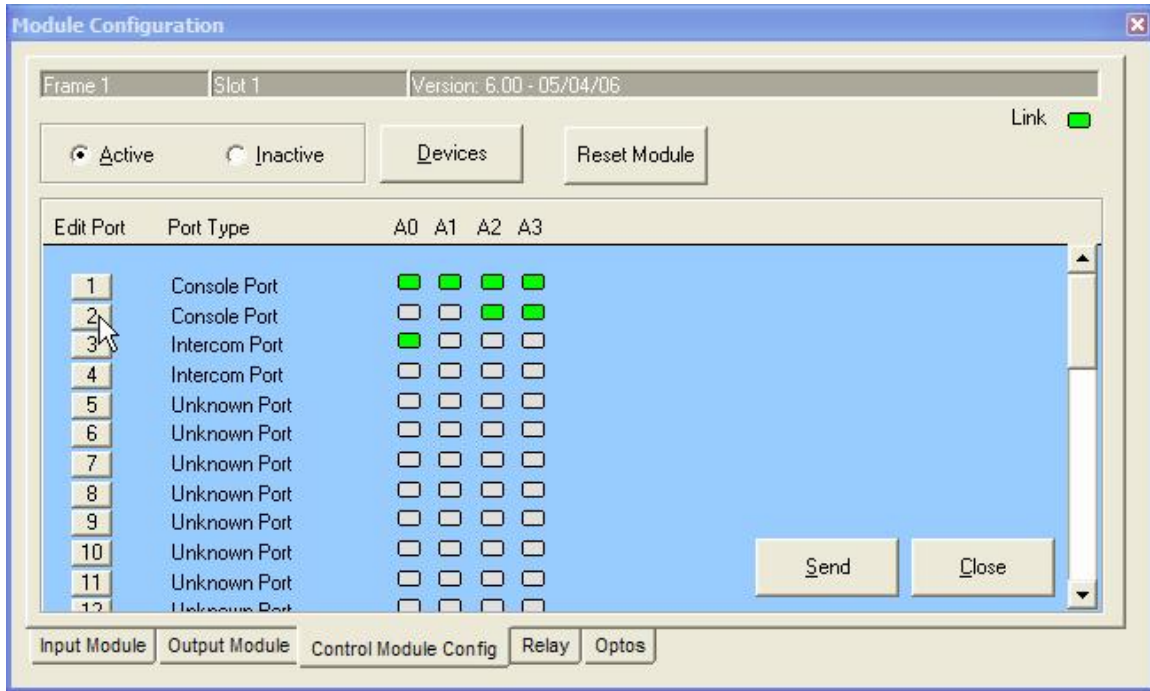 Module Configuration
Frame 1 Slot 1 Version: 6.00 - 05/04/06
Link
Active Inactive Devices Reset Module
Edit Port Port Type A0 A1 A2 A3
1 Console Port
2 Console Port
3 Intercom Port
4 Intercom Port
5 Unknown Port
6 Unknown Port
7 Unknown Port
8 Unknown Port
9 Unknown Port
10 Unknown Port
11 Unknown Port
12 Unknown Port
Send Close
Input Module Output Module Control Module Config Relay Optos